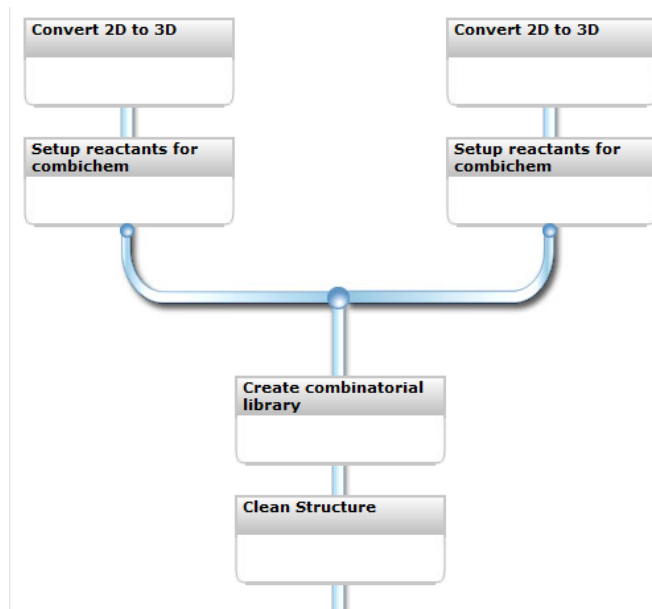 Convert 2D to 3D
Convert 2D to 3D
Setup reactants for
combichem
Setup reactants for
combichem
Create combinatorial
library
Clean Structure